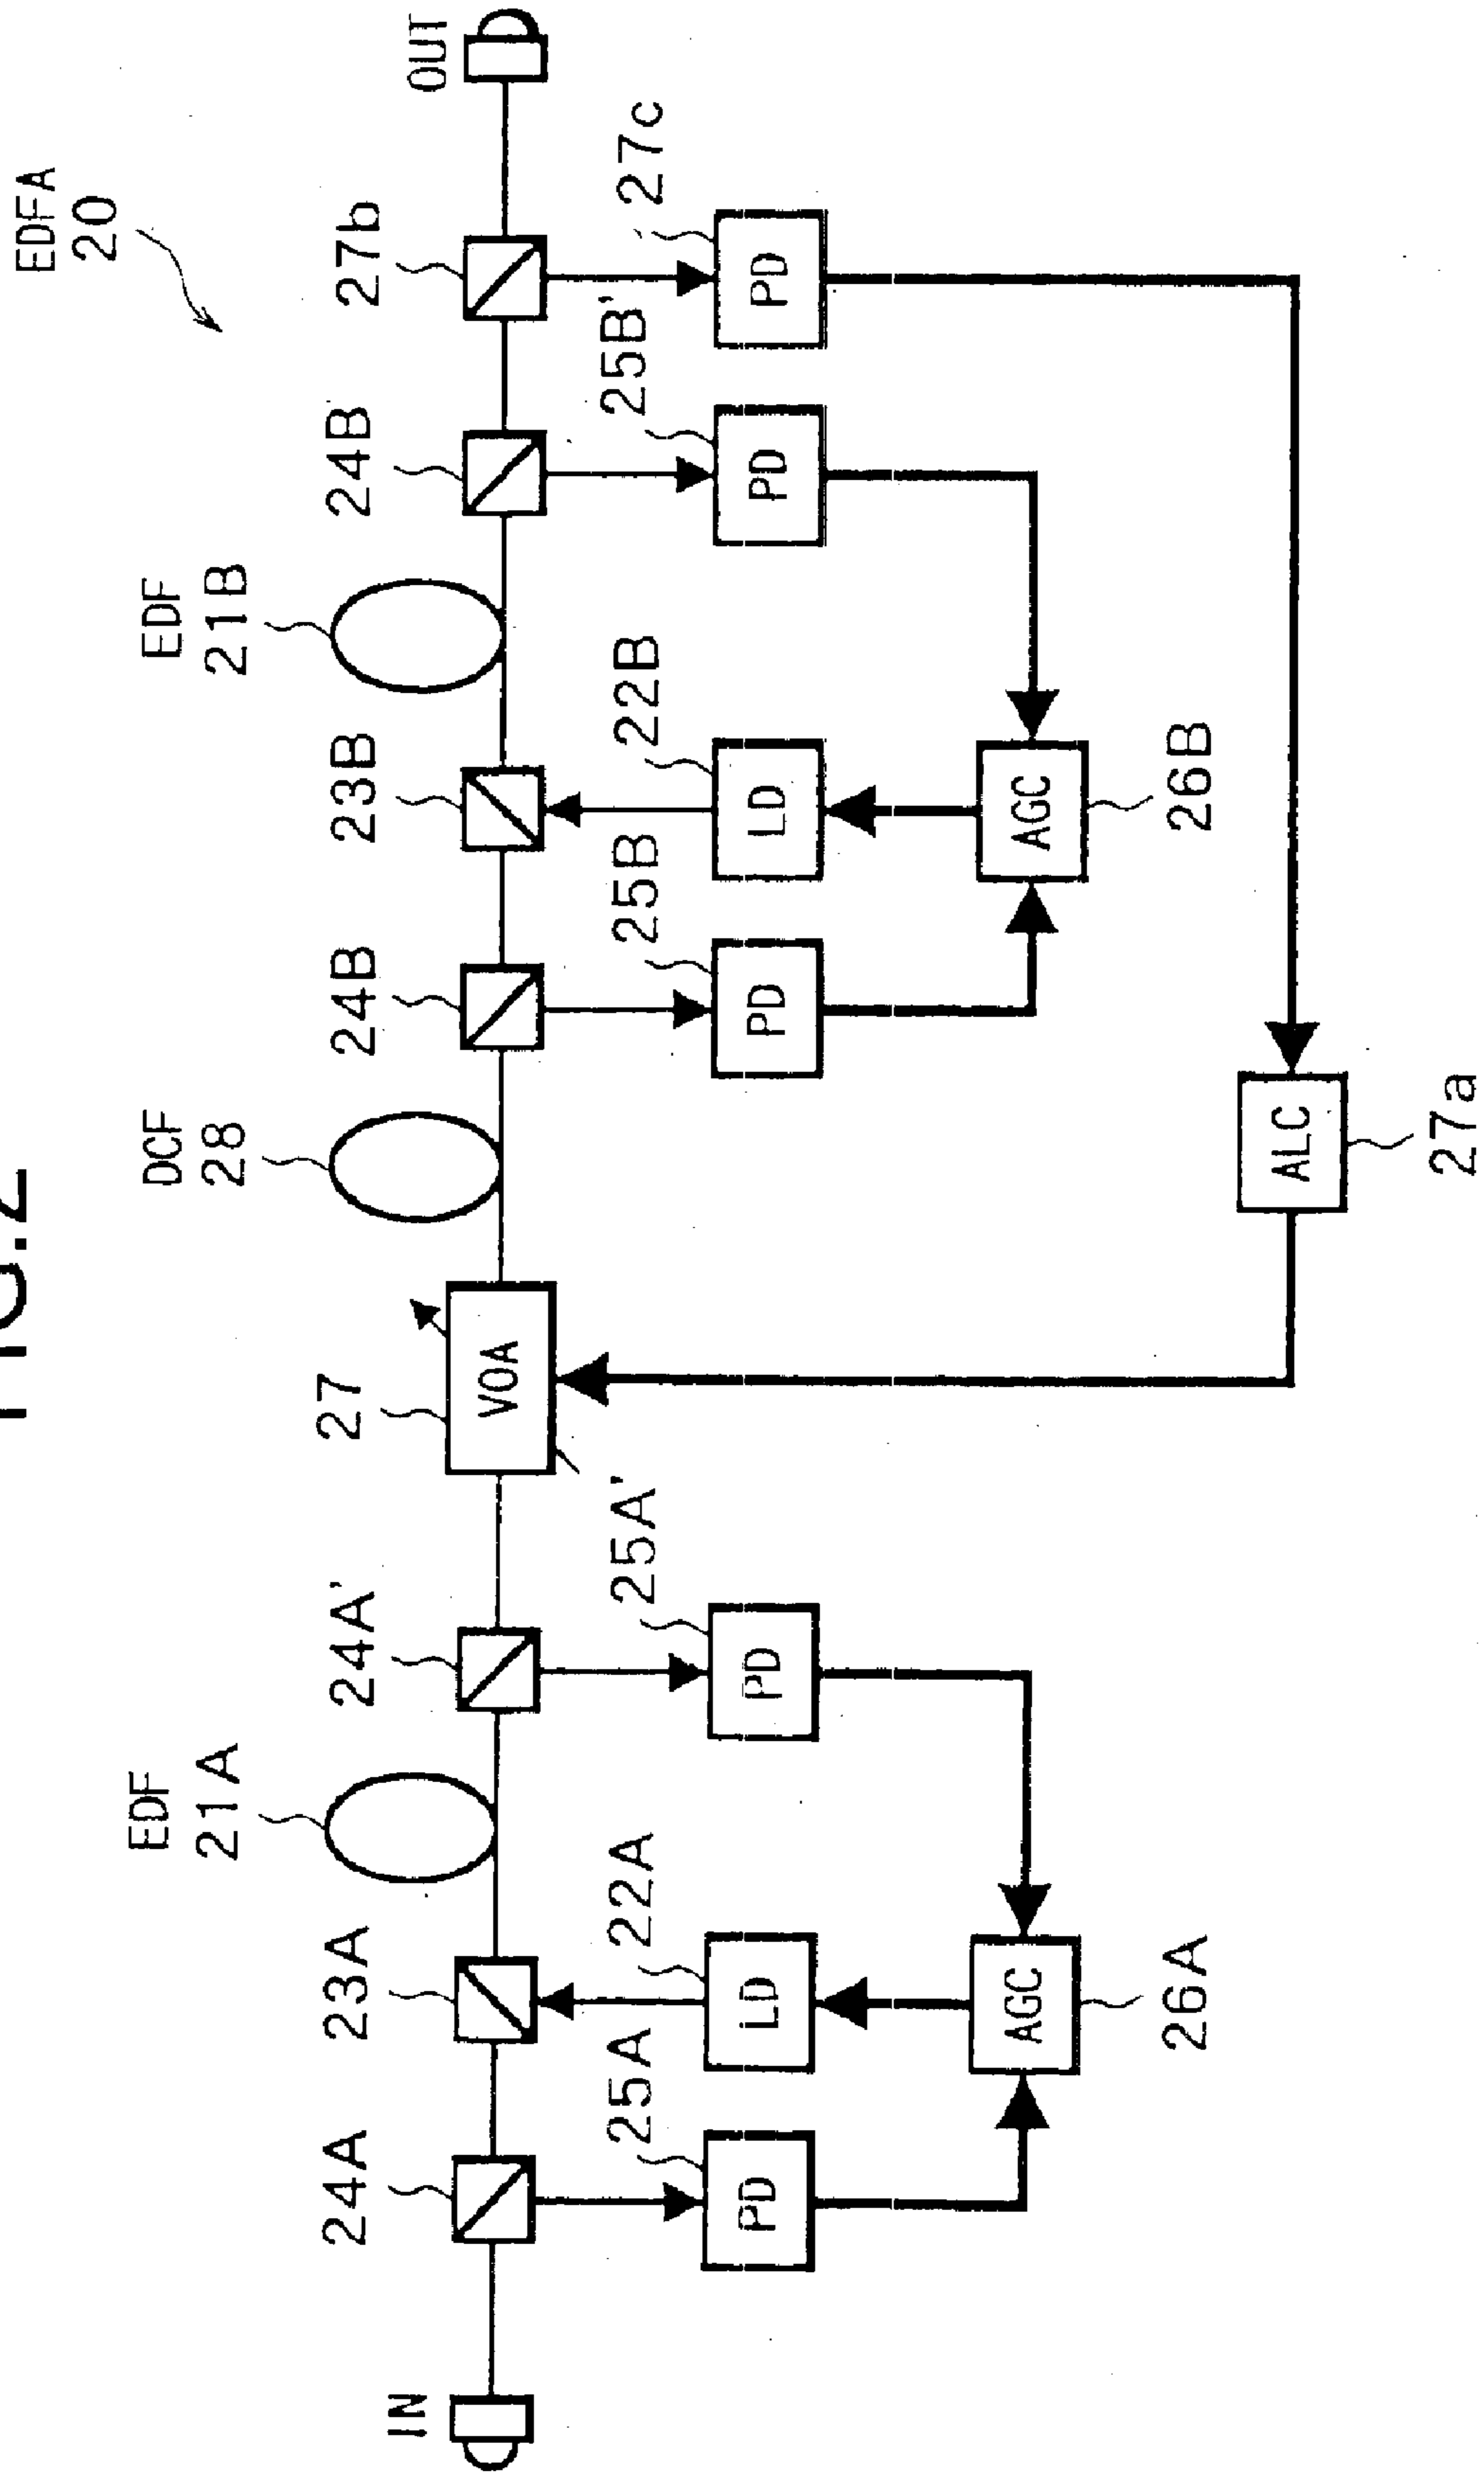 FIG.2
EDFA
20
IN
24A
23A
EDF
21A
24A'
27
VOA
DCF
28
24B
23B
EDF
21B
24B
27b
OUT
25A
PD
22A
LD
25A'
PD
25B
PD
22B
LD
25B'
PD
27c
PD
AGC
26A
AGC
26B
ALC
27a